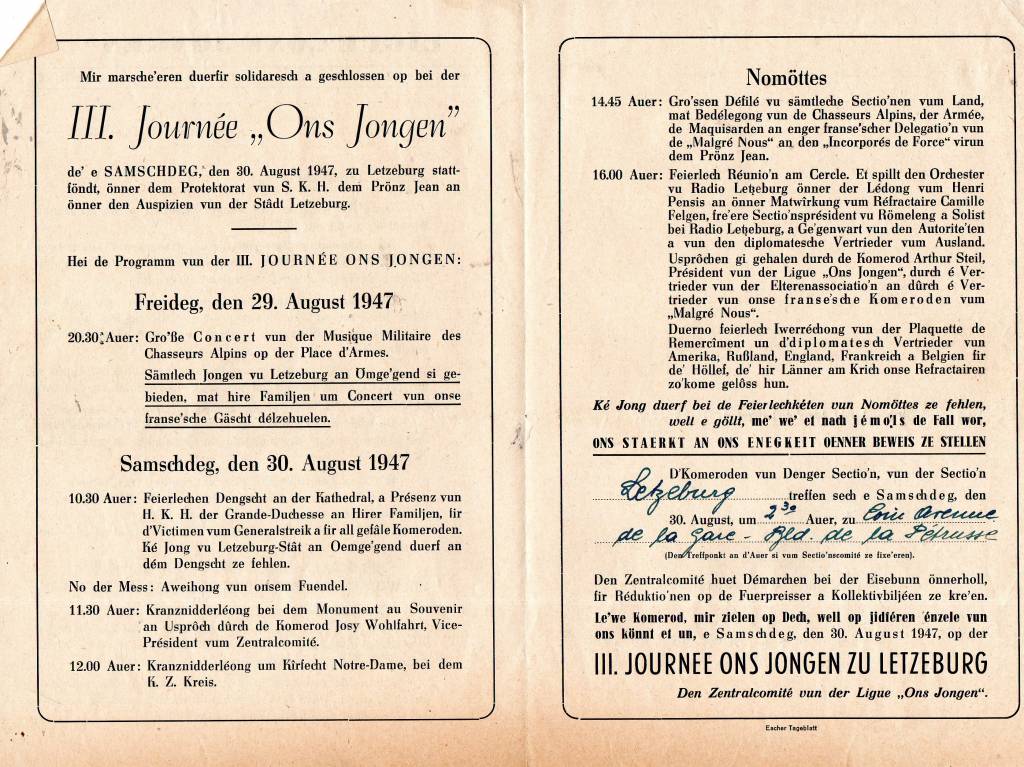 Mir marsche'eren duerfir solidaresch a geschlossen op bei der
III. Journée „Ons Jongen”
de' e SAMSCHDEG, den 30. August 1947, zu Letzeburg statt-
föndt, önner dem Protektorat vun S. K. H. dem Prönz Jean an
önner den Auspizien vun der Stâdt Letzeburg.
Hei de Programm vun der III. JOURNÉE ONS JONGEN:
Freideg, den 29. August 1947
20.30 Auer: Gro'ße Concert vun der Musique Militaire des
Chasseurs Alpins op der Place d'Armes.
Sämtlech Jongen vu Letzeburg an Ömge'gend si ge-
bieden, mat hire Familjen um Concert vun onse
franse'sche Gäscht délzehuelen.
Samschdeg, den 30. August 1947
10.30 Auer: Feierlechen Dengscht an der Kathedral, a Présenz vun
H. K. H. der Grande-Duchesse an Hirer Familjen, fir
d'Victimen vum Generalstreik a fir all gefâle Komeroden.
Ké Jong vu Letzeburg-Stât an Oemge'gend duerf an
dém Dengscht ze fehlen.
No der Mess: Aweihong vun onsem Fuendel.
11.30 Auer: Kranznidderléong bei dem Monument au Souvenir
an Usprôch dûrch de Komerod Josy Wohlfahrt, Vice-
Président vum Zentralcomité.
12.00 Auer: Kranznidderléong um Kîrfecht Notre-Dame, bei dem
K. Z. Kreis.
Nomöttes
14.45 Auer: Gro'ssen Défilé vu sämtleche Sectio'nen vum Land,
mat Bedélegong vun de Chasseurs Alpins, der Armée,
de Maquisarden an enger franse'scher Delegatio'n vun
de „Malgré Nous“ an den „Incorporés de Force“ virun
dem Prönz Jean.
16.00 Auer: Feierlech Réunio'n am Cercle. Et spillt den Orchester
vu Radio Letzeburg önner der Lédong vum Henri
Pensis an önner Matwîrkung vum Réfractaire Camille
Felgen, fre'ere Sectio'nsprésident vu Römeleng a Solist
bei Radio Letzeburg, a Ge'genwart vun den Autorite'ten
a vun den diplomatesche Vertrieder vum Ausland.
Usprôchen gi gehalen durch de Komerod Arthur Steil,
Président vun der Ligue „Ons Jongen“, durch é Ver-
trieder vun der Elterenassociatio'n an dûrch é Ver-
trieder vun onse franse'sche Komeroden vum
„Malgré Nous“.
Duerno feierlech Iwerréchong vun der Plaquette de
Remercîment un d'diplomatesch Vertrieder vun
Amerika, Rußland, England, Frankreich a Belgien fir
de' Höllef, de' hir Länner am Krich onse Refractairen
zo'kome gelôss hun.
Ké Jong duerf bei de Feierlechkéten vun Nomöttes ze fehlen,
well e göllt, me' we' et nach jémols de Fall wor,
ONS STAERKT AN ONS ENEGKEIT OENNER BEWEIS ZE STELLEN
D'Komeroden vun Denger Sectio'n, vun der Sectio'n
Letzeburg treffen sech e Samschdeg, den
30. August, um 2 30 Auer, zu Coin Avenue
de la Gare - Bld. de la Pétrusse
(Den Treffponkt an d'Auer si vum Sectio'nscomité ze fixe'eren).
Den Zentralcomité huet Démarchen bei der Eisebunn önnerholl,
fir Réduktio'nen op de Fuerpreisser a Kollektivbiljéen ze kre'en.
Le'we Komerod, mir zielen op Dech, well op jidféren énzele vun
ons könnt et un, e Samschdeg, den 30. August 1947, op der
III. JOURNEE ONS JONGEN ZU LETZEBURG
Den Zentralcomité vun der Ligue „Ons Jongen“.
Escher Tageblatt